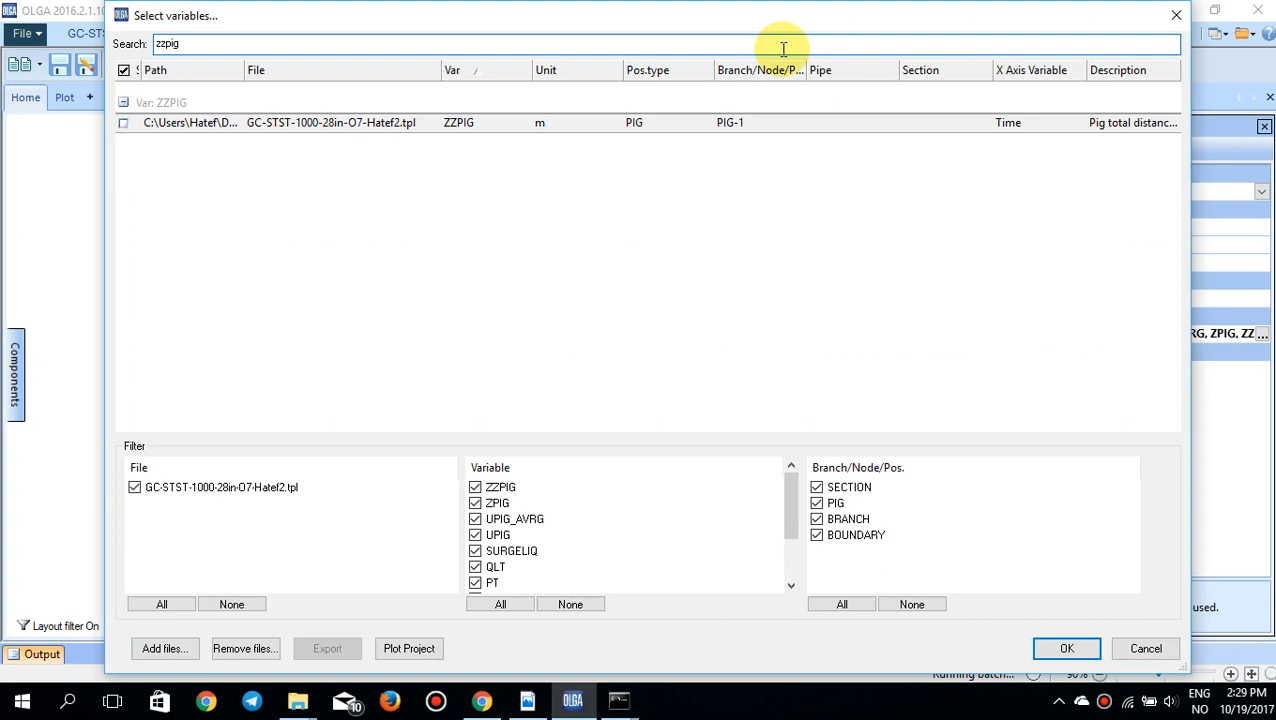 OLGA 2016.2.1.10
Select variables...
File
GC-STS
Search: zzpig
Path File Var Unit Pos.type Branch/Node/P... Pipe Section X Axis Variable Description
Home Plot
Var: ZZPIG
C:\Users\Hatef\D... GC-STST-1000-28in-O7-Hatef2.tpl ZZPIG m PIG PIG-1 Time Pig total distanc...
Components
RG, ZPIG, ZZ ...
Filter
File
GC-STST-1000-28in-O7-Hatef2.tpl
All None
Variable
ZZPIG
ZPIG
UPIG_AVRG
UPIG
SURGELIQ
QLT
PT
All None
Branch/Node/Pos.
SECTION
PIG
BRANCH
BOUNDARY
All None
used.
Layout filter On
Output
Add files... Remove files... Export Plot Project OK Cancel
Running batch... 90%
10
ENG
NO
2:29 PM
10/19/2017